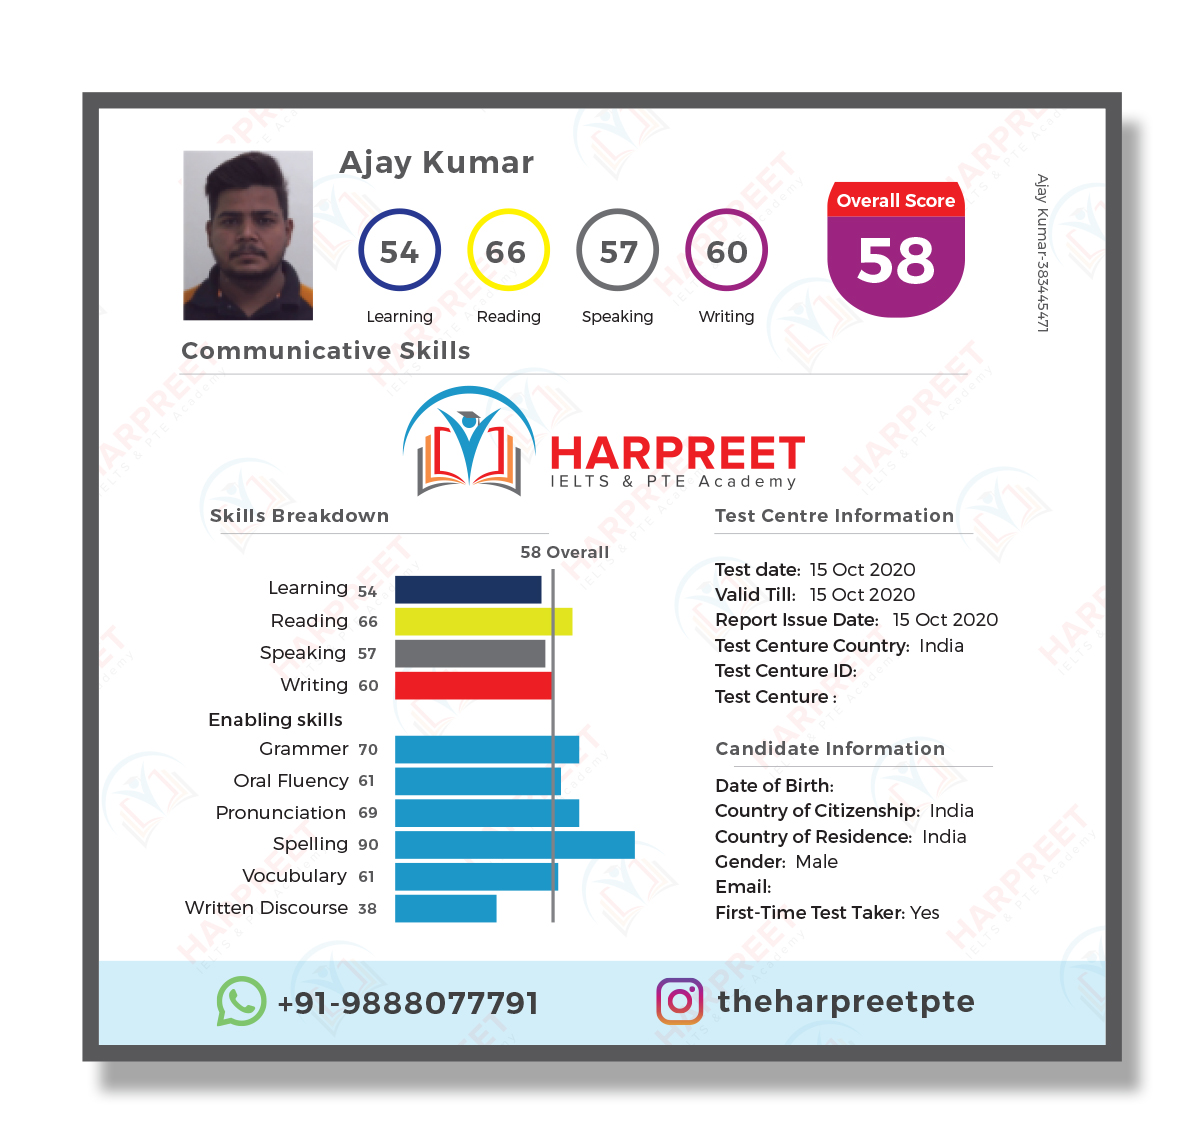 Ajay Kumar
54
66
57
60
Learning
Reading
Speaking
Writing
Overall Score
58
Ajay Kumar-383445471
Communicative Skills
HARPREET
IELTS & PTE Academy
Skills Breakdown
58 Overall
Learning 54
Reading 66
Speaking 57
Writing 60
Enabling skills
Grammer 70
Oral Fluency 61
Pronunciation 69
Spelling 90
Vocubulary 61
Written Discourse 38
Test Centre Information
Test date: 15 Oct 2020
Valid Till: 15 Oct 2020
Report Issue Date: 15 Oct 2020
Test Centure Country: India
Test Centure ID:
Test Centure :
Candidate Information
Date of Birth:
Country of Citizenship: India
Country of Residence: India
Gender: Male
Email:
First-Time Test Taker: Yes
+91-9888077791
theharpreetpte